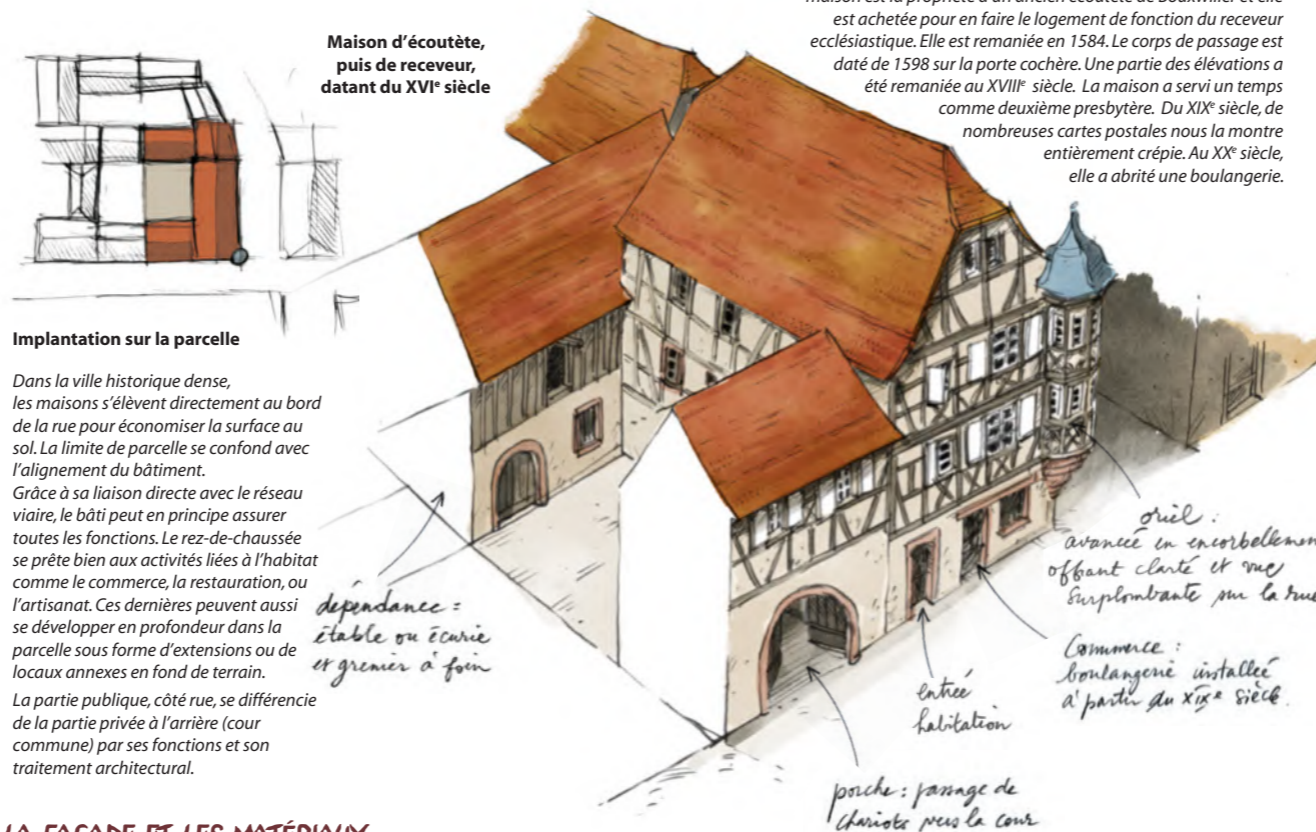 Maison d'écoutète,
puis de receveur,
datant du XVIe siècle
maison est la propriété d'un ancien écoutète de Bouxwiller et elle
est achetée pour en faire le logement de fonction du receveur
ecclésiastique. Elle est remaniée en 1584. Le corps de passage est
daté de 1598 sur la porte cochère. Une partie des élévations a
été remaniée au XVIIIe siècle. La maison a servi un temps
comme deuxième presbytère. Du XIXe siècle, de
nombreuses cartes postales nous la montre
entièrement crépie. Au XXe siècle,
elle a abrité une boulangerie.
Implantation sur la parcelle
Dans la ville historique dense,
les maisons s'élèvent directement au bord
de la rue pour économiser la surface au
sol. La limite de parcelle se confond avec
l'alignement du bâtiment.
Grâce à sa liaison directe avec le réseau
viaire, le bâti peut en principe assurer
toutes les fonctions. Le rez-de-chaussée
se prête bien aux activités liées à l'habitat
comme le commerce, la restauration, ou
l'artisanat. Ces dernières peuvent aussi
se développer en profondeur dans la
parcelle sous forme d'extensions ou de
locaux annexes en fond de terrain.
La partie publique, côté rue, se différencie
de la partie privée à l'arrière (cour
commune) par ses fonctions et son
traitement architectural.
dépendance :
étable ou écurie
et grenier à foin
oriel :
avancée en encorbellement
offrant clarté et vue
surplombante sur la rue
Commerce :
boulangerie installée
à partir du XIXe siècle.
entrée
habitation
porche : passage de
chariots vers la cour
LA FAÇADE ET LES MATÉRIAUX